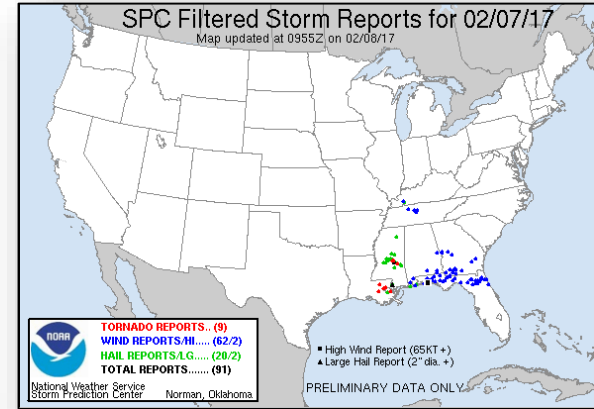 SPC Filtered Storm Reports for 02/07/17
Map updated at 0955Z on 02/08/17
NOAA
TORNADO REPORTS.. (9)
WIND REPORTS/HI..... (62/2)
HAIL REPORTS/LG..... (20/2)
TOTAL REPORTS....... (91)
National Weather Service
Storm Prediction Center Norman, Oklahoma
High Wind Report (65KT +)
Large Hail Report (2" dia. +)
PRELIMINARY DATA ONLY